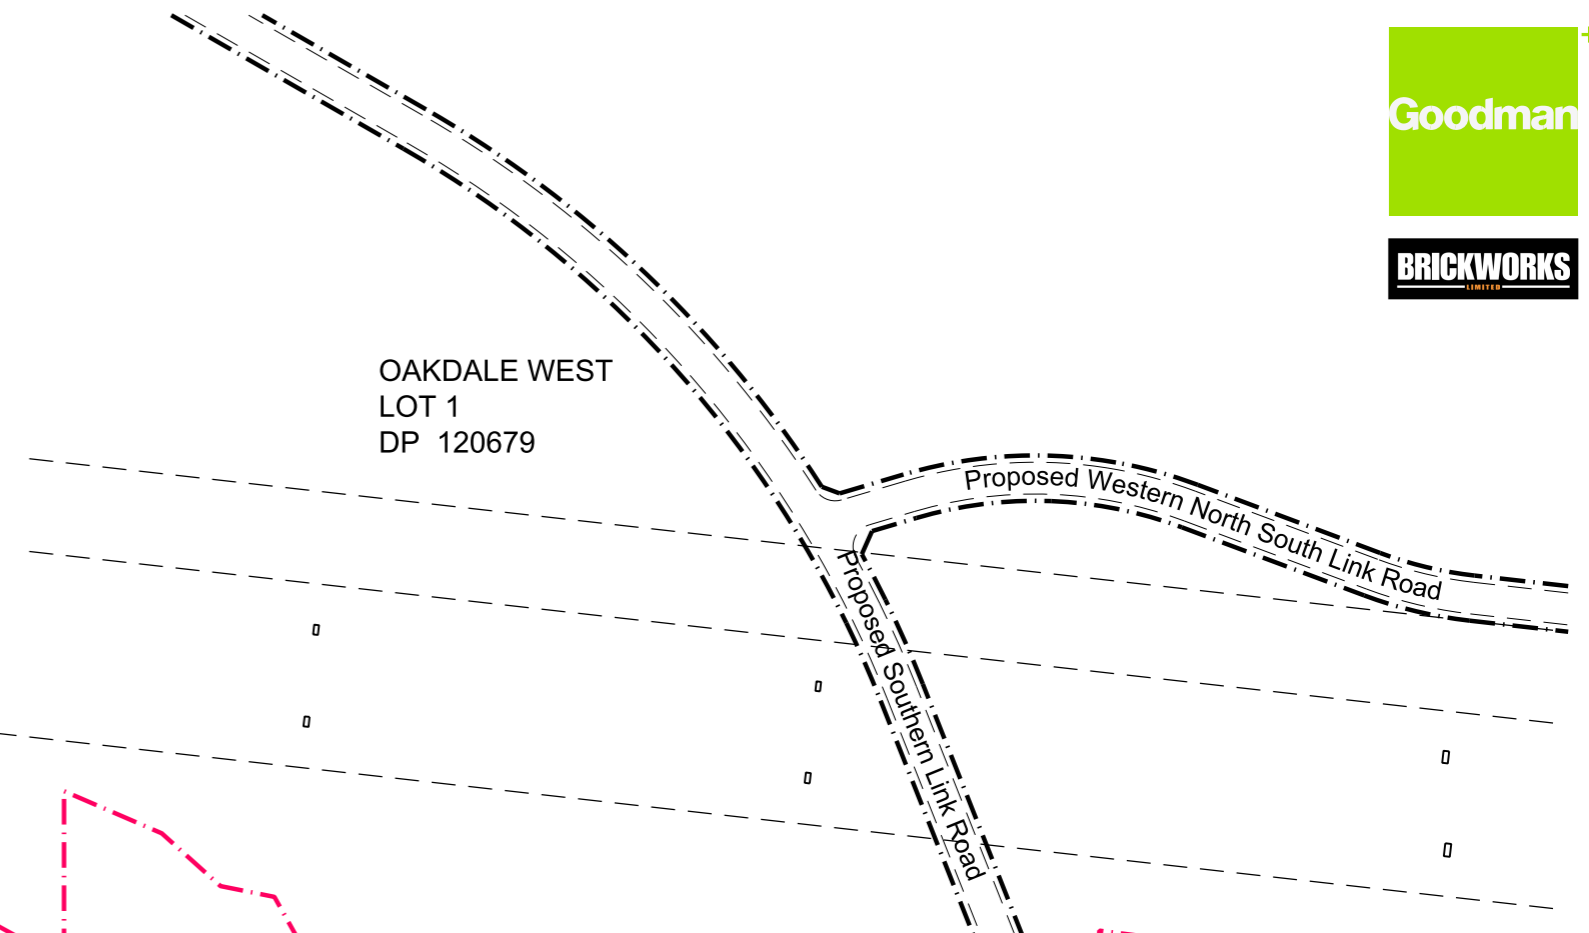 Goodman
BRICKWORKS
LIMITED
OAKDALE WEST
LOT 1
DP 120679
Proposed Western North South Link Road
Proposed Southern Link Road